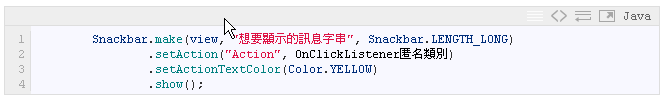 Java
1 Snackbar.make(view, "想要顯示的訊息字串", Snackbar.LENGTH_LONG)
2 .setAction("Action", OnClickListener匿名類別)
3 .setActionTextColor(Color.YELLOW)
4 .show();